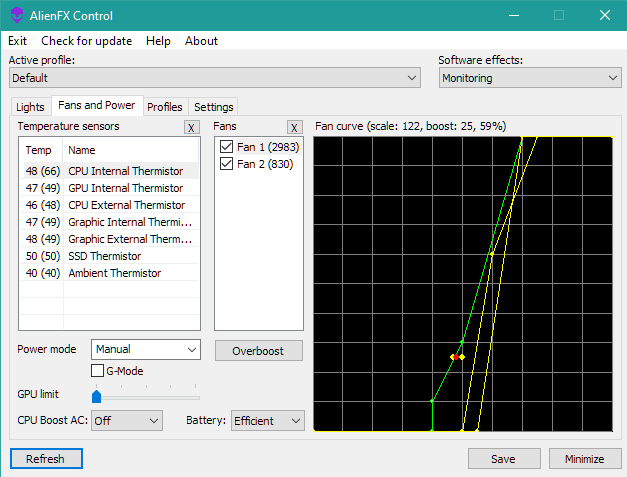 AlienFX Control
Exit Check for update Help About
Active profile:
Software effects:
Default
Monitoring
Lights Fans and Power Profiles Settings
Temperature sensors X
Fans X
Fan curve (scale: 122, boost: 25, 59%)
Temp Name
48 (66) CPU Internal Thermistor
47 (49) GPU Internal Thermistor
46 (48) CPU External Thermistor
47 (49) Graphic Internal Thermi...
48 (49) Graphic External Therm...
50 (50) SSD Thermistor
40 (40) Ambient Thermistor
Fan 1 (2983)
Fan 2 (830)
Power mode Manual
Overboost
G-Mode
GPU limit
CPU Boost AC: Off Battery: Efficient
Refresh Save Minimize